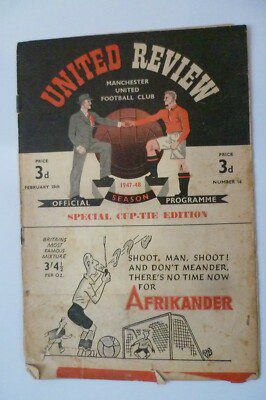 UNITED REVIEW
MANCHESTER
UNITED
FOOTBALL CLUB
PRICE
3d
FEBRUARY 28th
PRICE
3d
NUMBER
1947-48
SEASON
OFFICIAL PROGRAMME
SPECIAL CUP-TIE EDITION
BRITAINS
MOST
FAMOUS
MIXTURE
3/4½
PER OZ.
SHOOT, MAN, SHOOT!
AND DON'T MEANDER,
THERE'S NO TIME NOW
FOR
AFRIKANDER